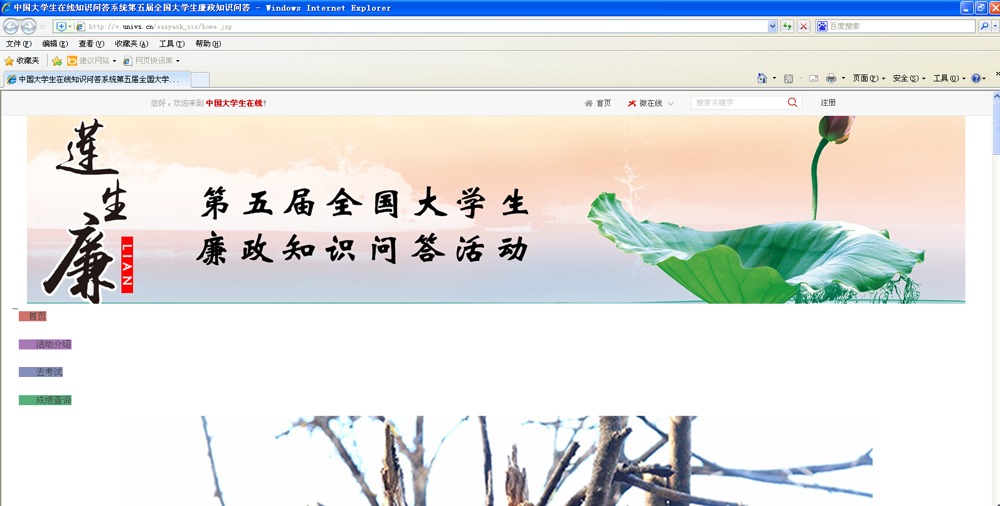 中国大学生在线知识问答系统第五届全国大学生廉政知识问答 - Windows Internet Explorer
http://v.univs.cn/easyask_six/home.jsp
百度搜索
文件(F) 编辑(E) 查看(V) 收藏夹(A) 工具(T) 帮助(H)
收藏夹 建议网站 网页快讯库
中国大学生在线知识问答系统第五届全国大学...
页面(P) 安全(S) 工具(O)
您好，欢迎来到 中国大学生在线!
首页 微在线 搜索关键字 注册
莲生廉
LIAN
第五届全国大学生
廉政知识问答活动
~
首页
活动介绍
去考试
成绩查询